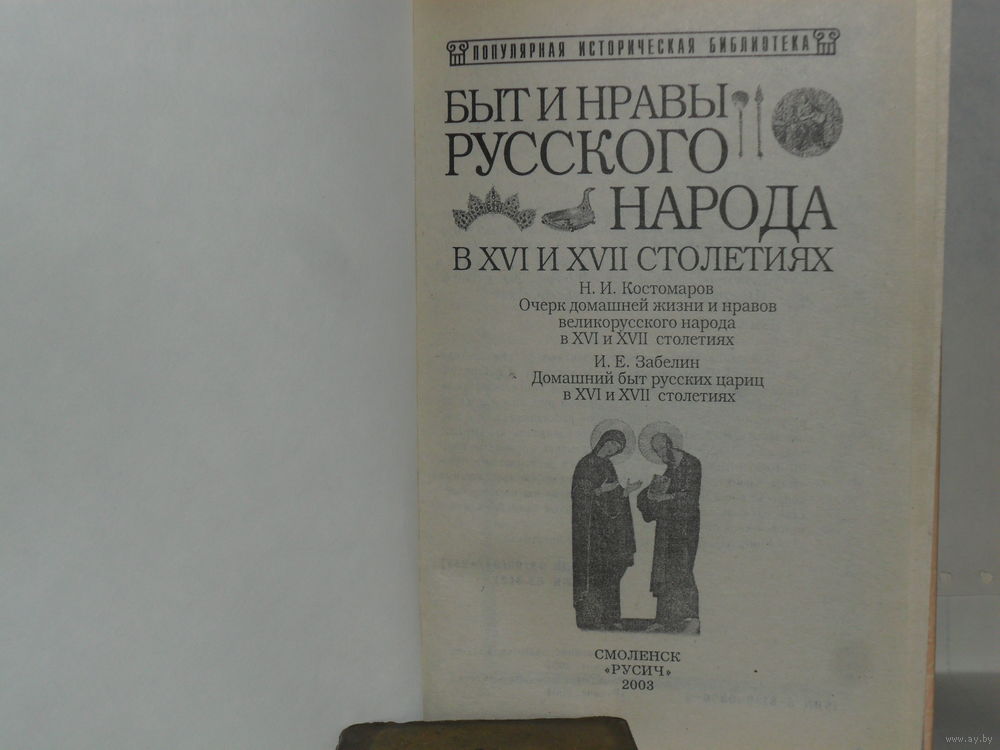 ПОПУЛЯРНАЯ ИСТОРИЧЕСКАЯ БИБЛИОТЕКА
БЫТ И НРАВЫ
РУССКОГО
НАРОДА
В XVI И XVII СТОЛЕТИЯХ
Н. И. Костомаров
Очерк домашней жизни и нравов
великорусского народа
в XVI и XVII столетиях
И. Е. Забелин
Домашний быт русских цариц
в XVI и XVII столетиях
СМОЛЕНСК
«РУСИЧ»
2003
www.ay.by